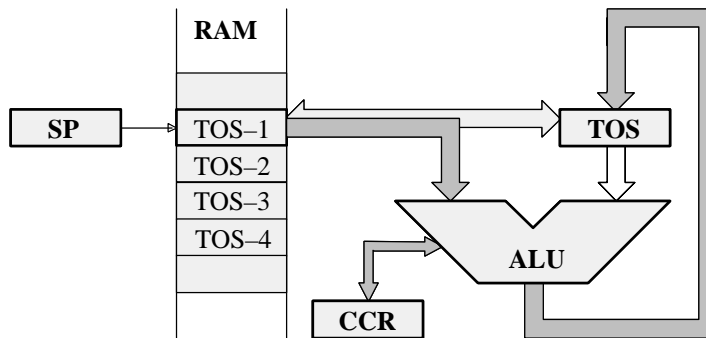 RAM
SP
TOS–1
TOS
TOS–2
TOS–3
TOS–4
ALU
CCR